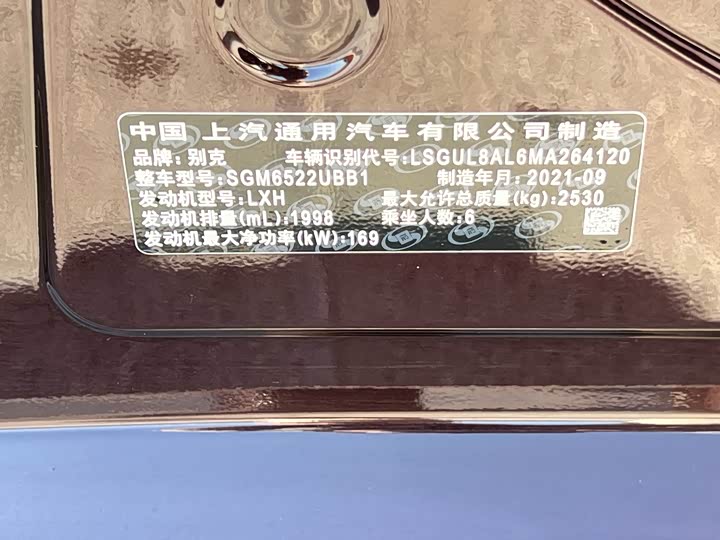 中国 上汽通用汽车有限公司制造
品牌: 别克 车辆识别代号:LSGUL8AL6MA264120
整车型号:SGM6522UBB1 制造年月:2021-09
发动机型号:LXH 最大允许总质量(kg):2530
发动机排量(mL):1998 乘坐人数:6
发动机最大净功率(kW):169